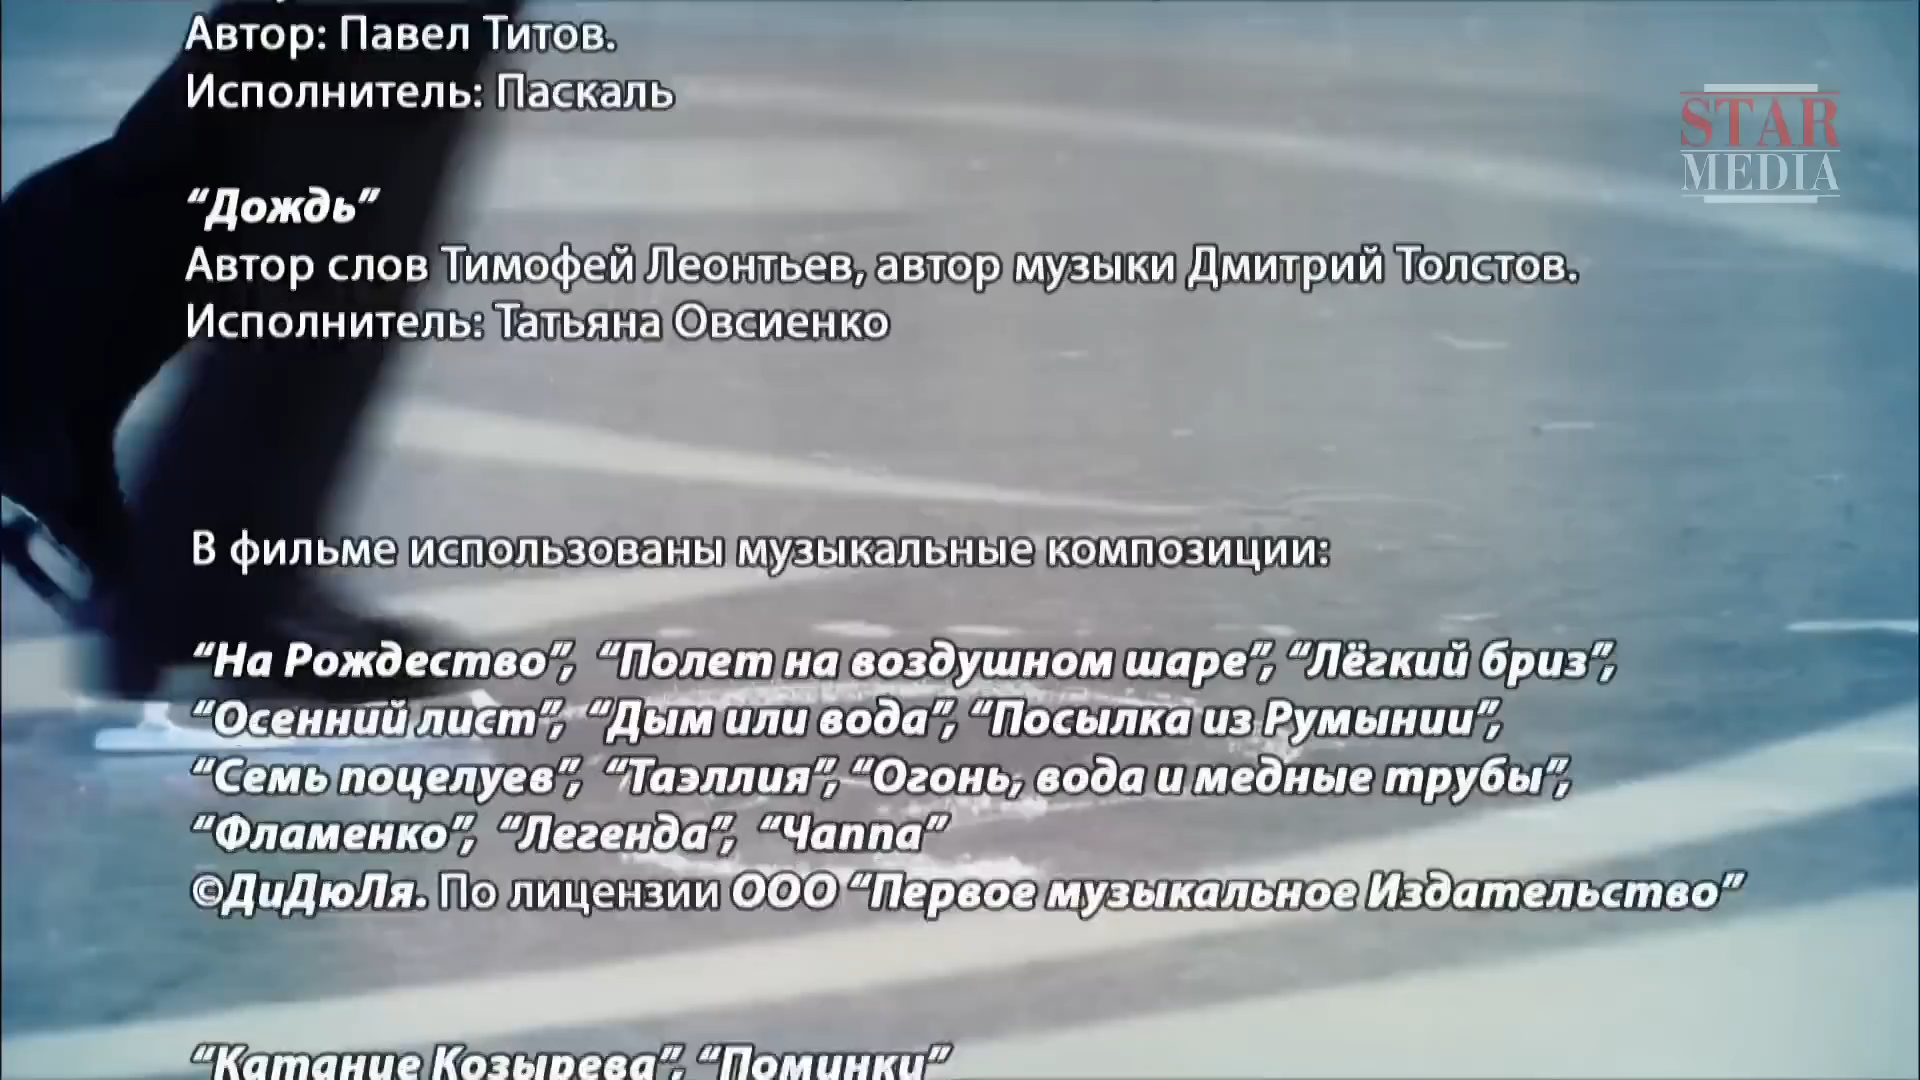 Автор: Павел Титов.
Исполнитель: Паскаль
STAR
MEDIA
“Дождь”
Автор слов Тимофей Леонтьев, автор музыки Дмитрий Толстов.
Исполнитель: Татьяна Овсиенко
В фильме использованы музыкальные композиции:
“На Рождество”, “Полет на воздушном шаре”, “Лёгкий бриз”,
“Осенний лист”, “Дым или вода”, “Посылка из Румынии”,
“Семь поцелуев”, “Таэллия”, “Огонь, вода и медные трубы”,
“Фламенко”, “Легенда”, “Чаппа”
©ДиДюЛя. По лицензии ООО “Первое музыкальное Издательство”
“Катание Козырева”, “Поминки”